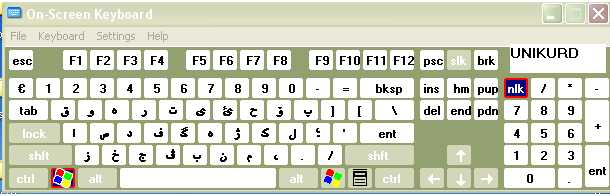 On-Screen Keyboard
File Keyboard Settings Help
esc F1 F2 F3 F4 F5 F6 F7 F8 F9 F10 F11 F12 psc slk brk UNIKURD
€ 1 2 3 4 5 6 7 8 9 0 - = bksp ins hm pup nlk / * -
tab ق و ە ر ت ی ئ ح ۆ پ ] [ \ del end pdn 7 8 9 +
lock ا س د ف گ ه ژ ک ل ؛ ' ent 4 5 6
shft ز خ ج ڤ ب ن م ، . / shft ↑ 1 2 3 ent
ctrl alt alt ctrl ← ↓ → 0 .